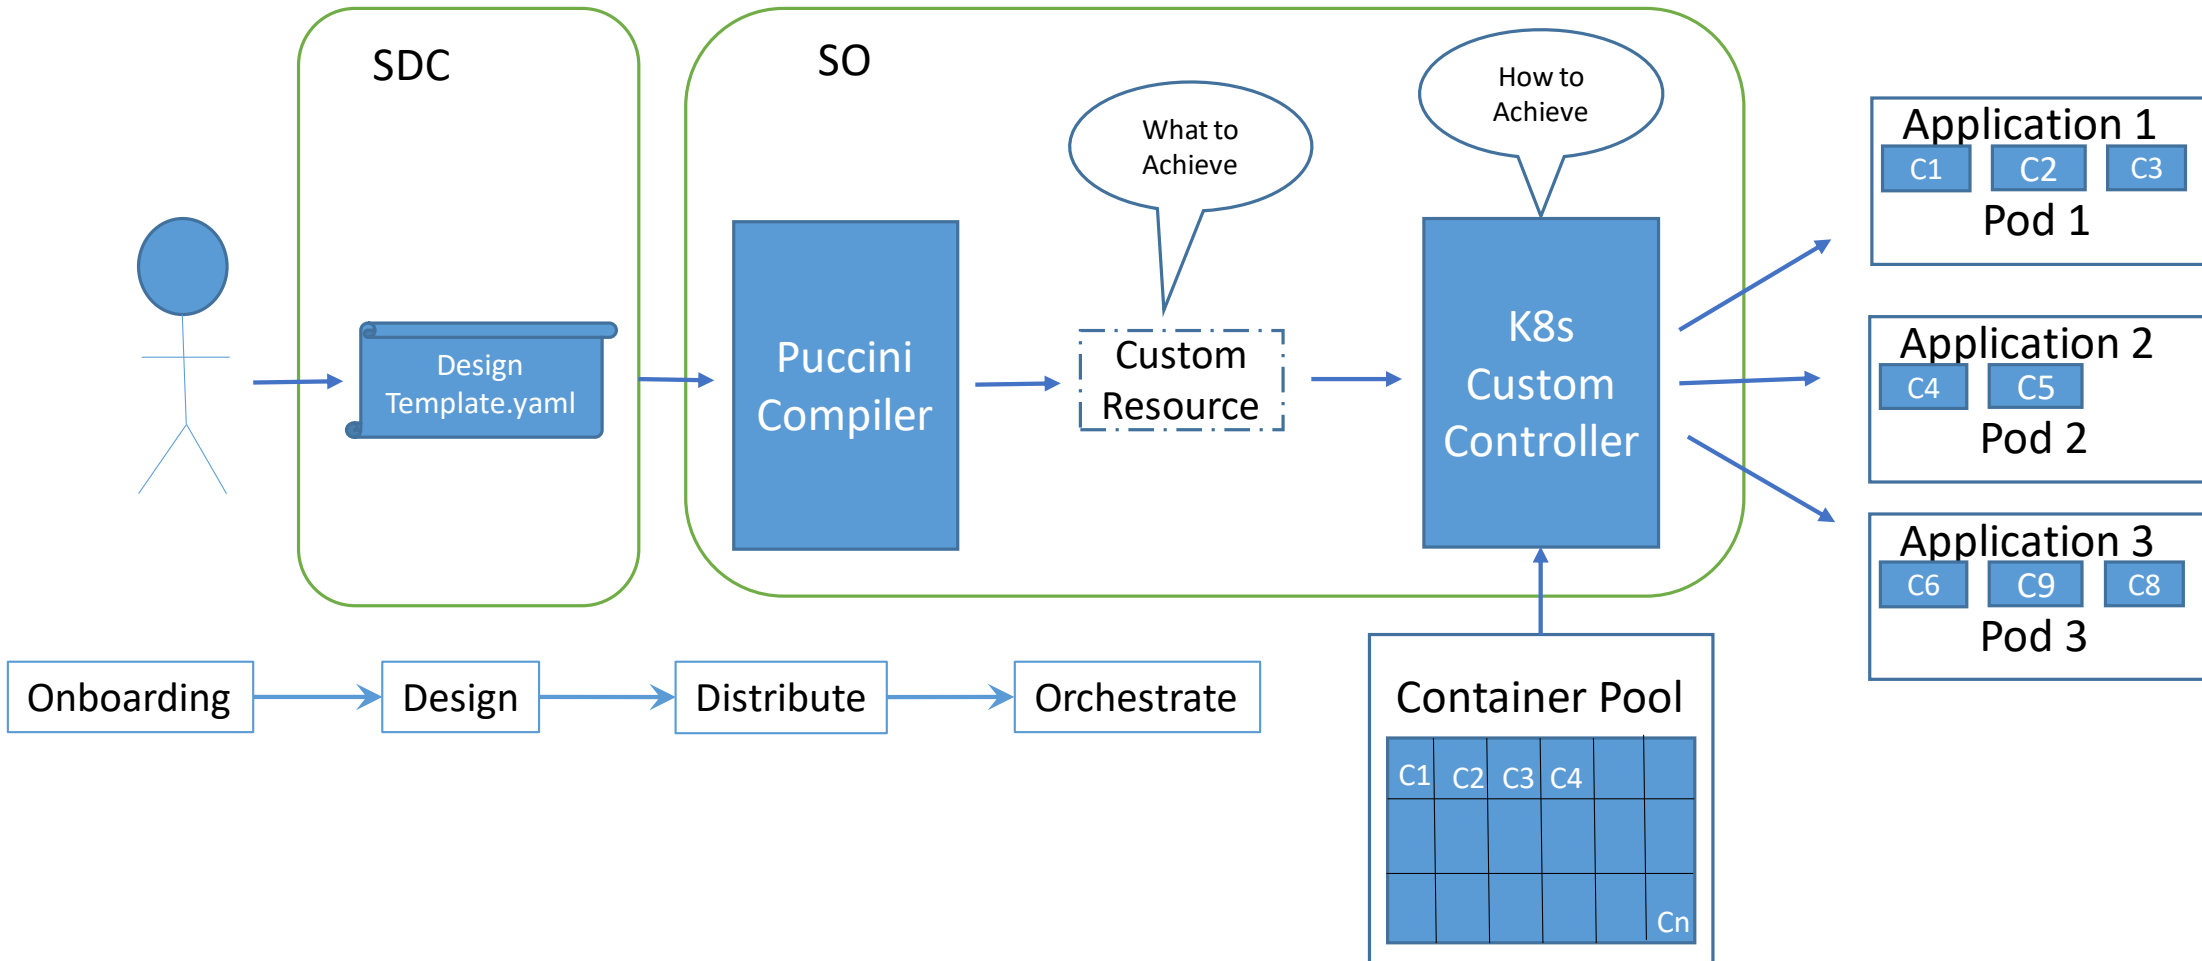 SDC
SO
What to
Achieve
How to
Achieve
Design
Template.yaml
Puccini
Compiler
Custom
Resource
K8s
Custom
Controller
Application 1
C1 C2 C3
Pod 1
Application 2
C4 C5
Pod 2
Application 3
C6 C9 C8
Pod 3
Onboarding
Design
Distribute
Orchestrate
Container Pool
C1 C2 C3 C4
Cn